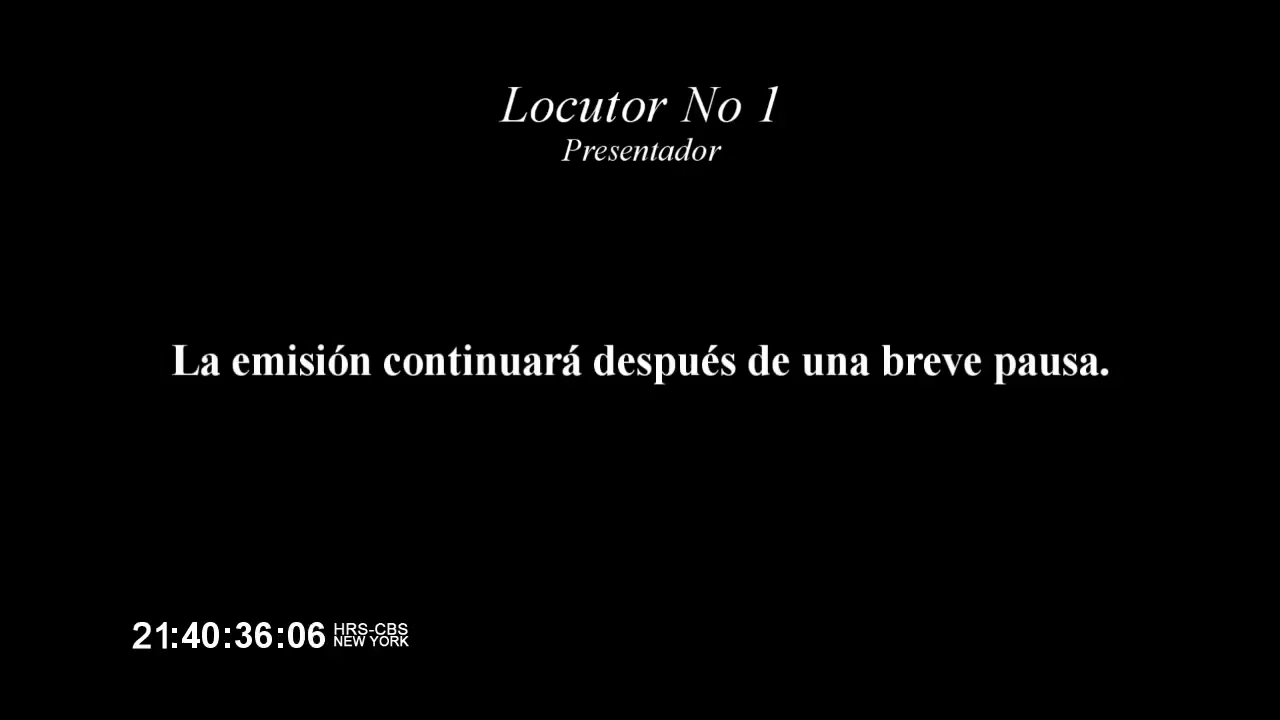 Locutor No 1
Presentador
La emisión continuará después de una breve pausa.
21:40:36:06 HRS-CBS
NEW YORK